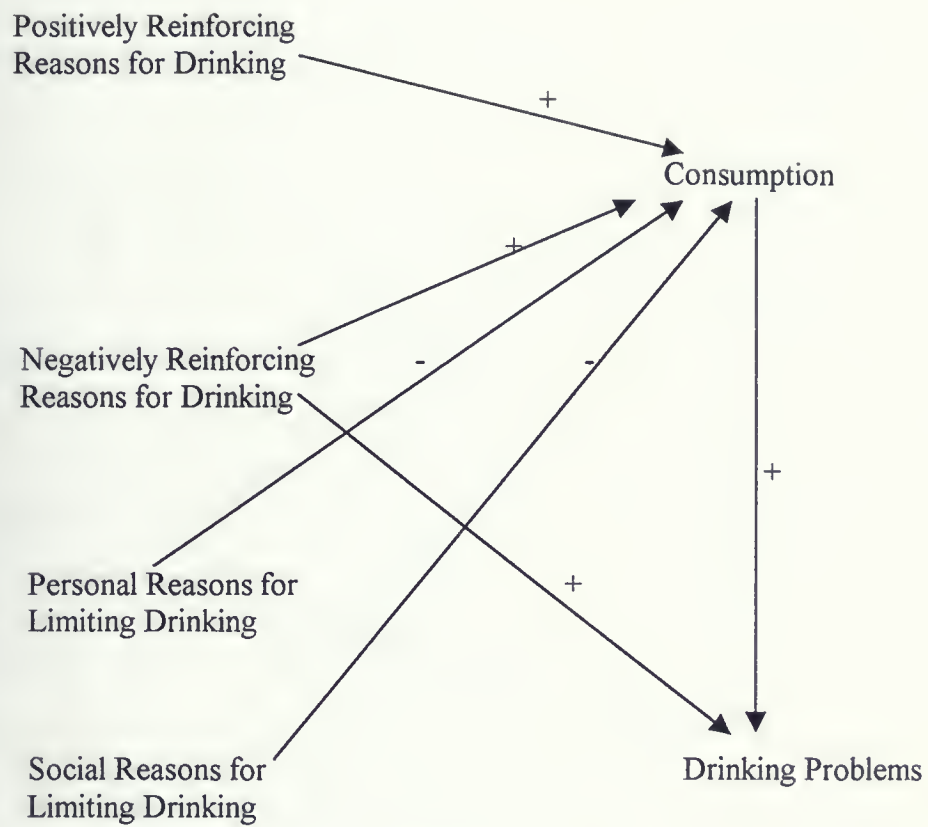 Positively Reinforcing
Reasons for Drinking
+
Consumption
+
Negatively Reinforcing
Reasons for Drinking
-
-
+
+
Personal Reasons for
Limiting Drinking
Social Reasons for
Limiting Drinking
Drinking Problems